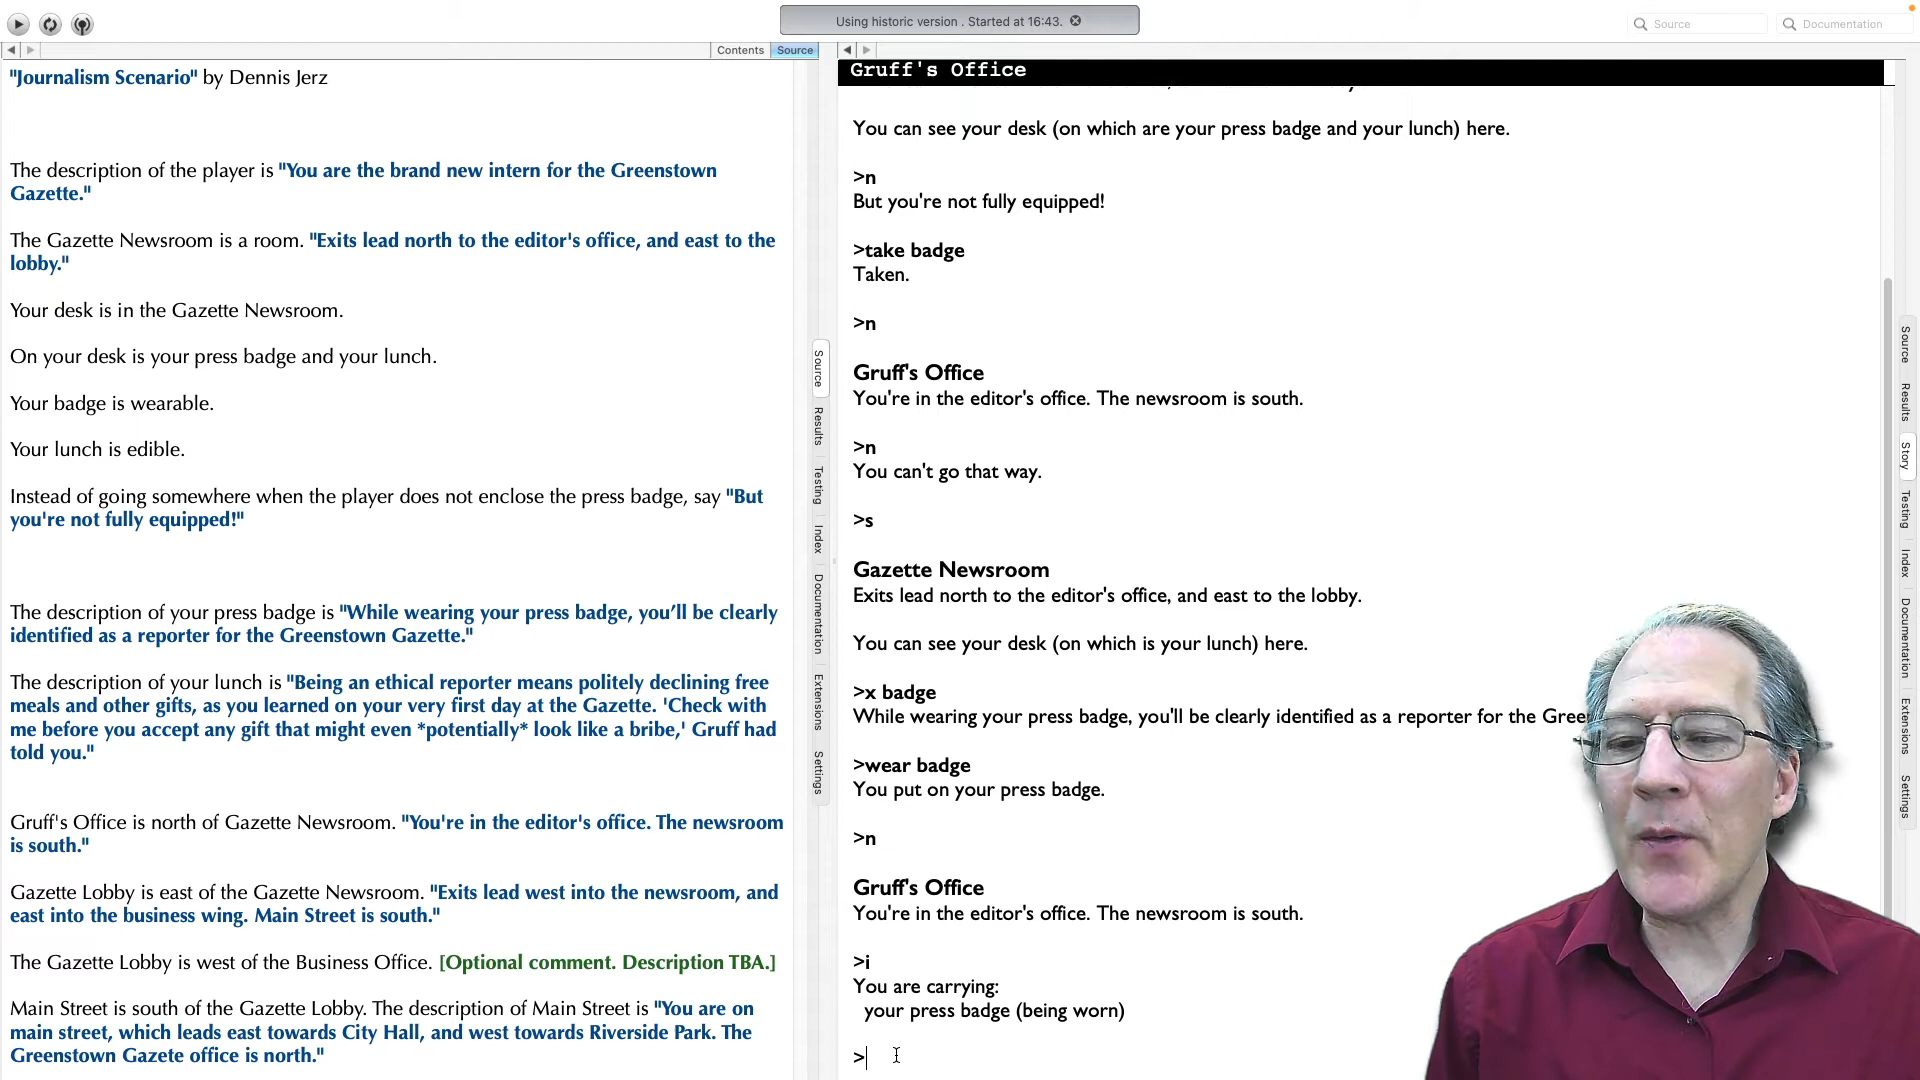 Using historic version . Started at 16:43.
Source
Documentation
Contents
Source
"Journalism Scenario" by Dennis Jerz
The description of the player is "You are the brand new intern for the Greenstown
Gazette."
The Gazette Newsroom is a room. "Exits lead north to the editor's office, and east to the
lobby."
Your desk is in the Gazette Newsroom.
On your desk is your press badge and your lunch.
Your badge is wearable.
Your lunch is edible.
Instead of going somewhere when the player does not enclose the press badge, say "But
you're not fully equipped!"
The description of your press badge is "While wearing your press badge, you’ll be clearly
identified as a reporter for the Greenstown Gazette."
The description of your lunch is "Being an ethical reporter means politely declining free
meals and other gifts, as you learned on your very first day at the Gazette. 'Check with
me before you accept any gift that might even *potentially* look like a bribe,' Gruff had
told you."
Gruff's Office is north of Gazette Newsroom. "You're in the editor's office. The newsroom
is south."
Gazette Lobby is east of the Gazette Newsroom. "Exits lead west into the newsroom, and
east into the business wing. Main Street is south."
The Gazette Lobby is west of the Business Office. [Optional comment. Description TBA.]
Main Street is south of the Gazette Lobby. The description of Main Street is "You are on
main street, which leads east towards City Hall, and west towards Riverside Park. The
Greenstown Gazete office is north."
Source
Results
Testing
Index
Documentation
Extensions
Settings
Gruff's Office
You can see your desk (on which are your press badge and your lunch) here.
>n
But you're not fully equipped!
>take badge
Taken.
>n
Gruff's Office
You're in the editor's office. The newsroom is south.
>n
You can't go that way.
>s
Gazette Newsroom
Exits lead north to the editor's office, and east to the lobby.
You can see your desk (on which is your lunch) here.
>x badge
While wearing your press badge, you'll be clearly identified as a reporter for the
>wear badge
You put on your press badge.
>n
Gruff's Office
You're in the editor's office. The newsroom is south.
>i
You are carrying:
your press badge (being worn)
>
Source
Results
Story
Testing
Index
Documentation
Extensions
Settings